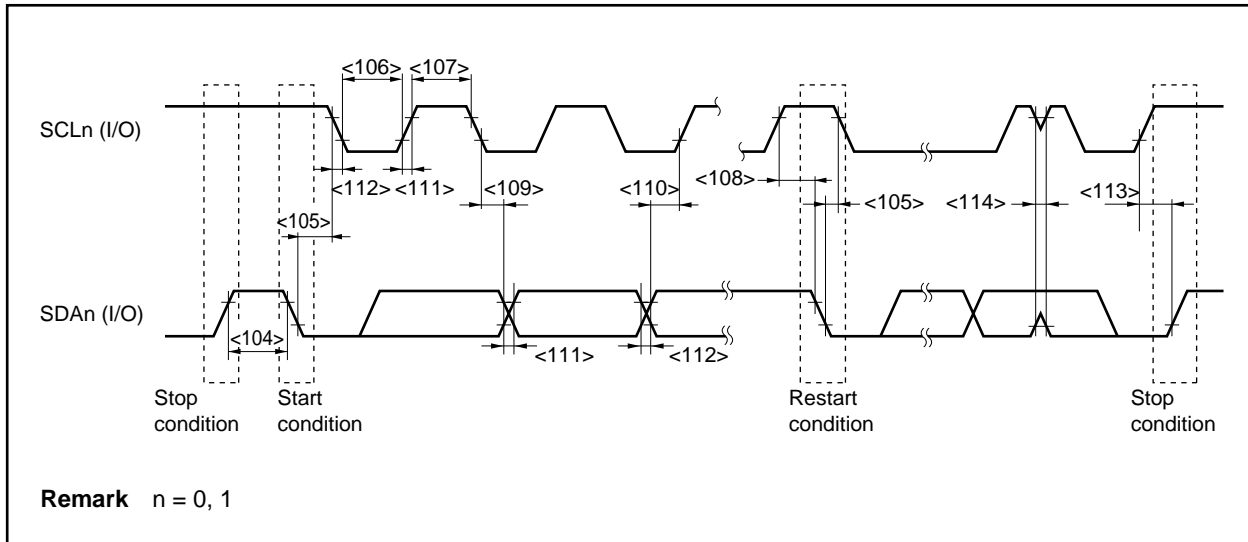 <106> <107>
SCLn (I/O)
<112> <111> <109> <110> <108> <105> <114> <113>
<105>
SDAn (I/O)
<104> <111> <112>
Stop
condition
Start
condition
Restart
condition
Stop
condition
Remark n = 0, 1